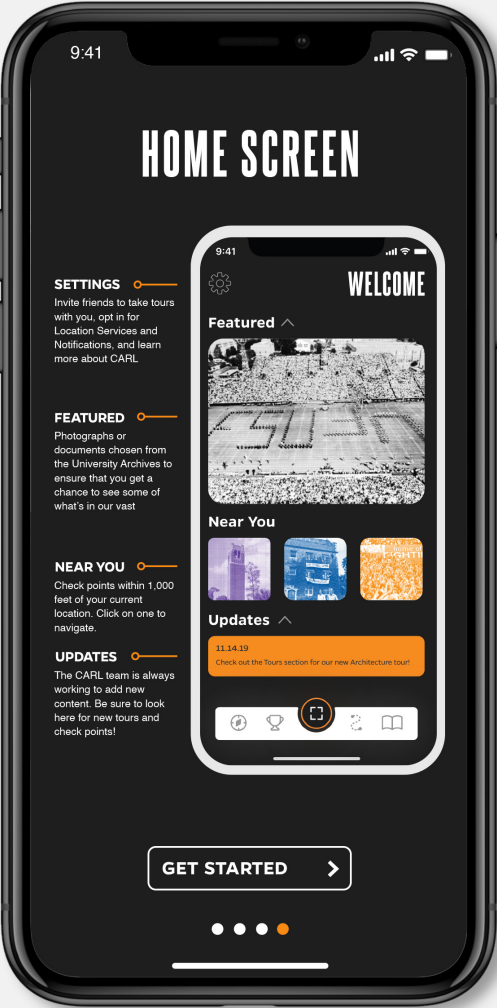 9:41
HOME SCREEN
SETTINGS
Invite friends to take tours
with you, opt in for
Location Services and
Notifications, and learn
more about CARL
FEATURED
Photographs or
documents chosen from
the University Archives to
ensure that you get a
chance to see some of
what's in our vast
NEAR YOU
Check points within 1,000
feet of your current
location. Click on one to
navigate.
UPDATES
The CARL team is always
working to add new
content. Be sure to look
here for new tours and
check points!
9:41
WELCOME
Featured
Near You
Updates
11.14.19
Check out the Tours section for our new Architecture tour!
GET STARTED